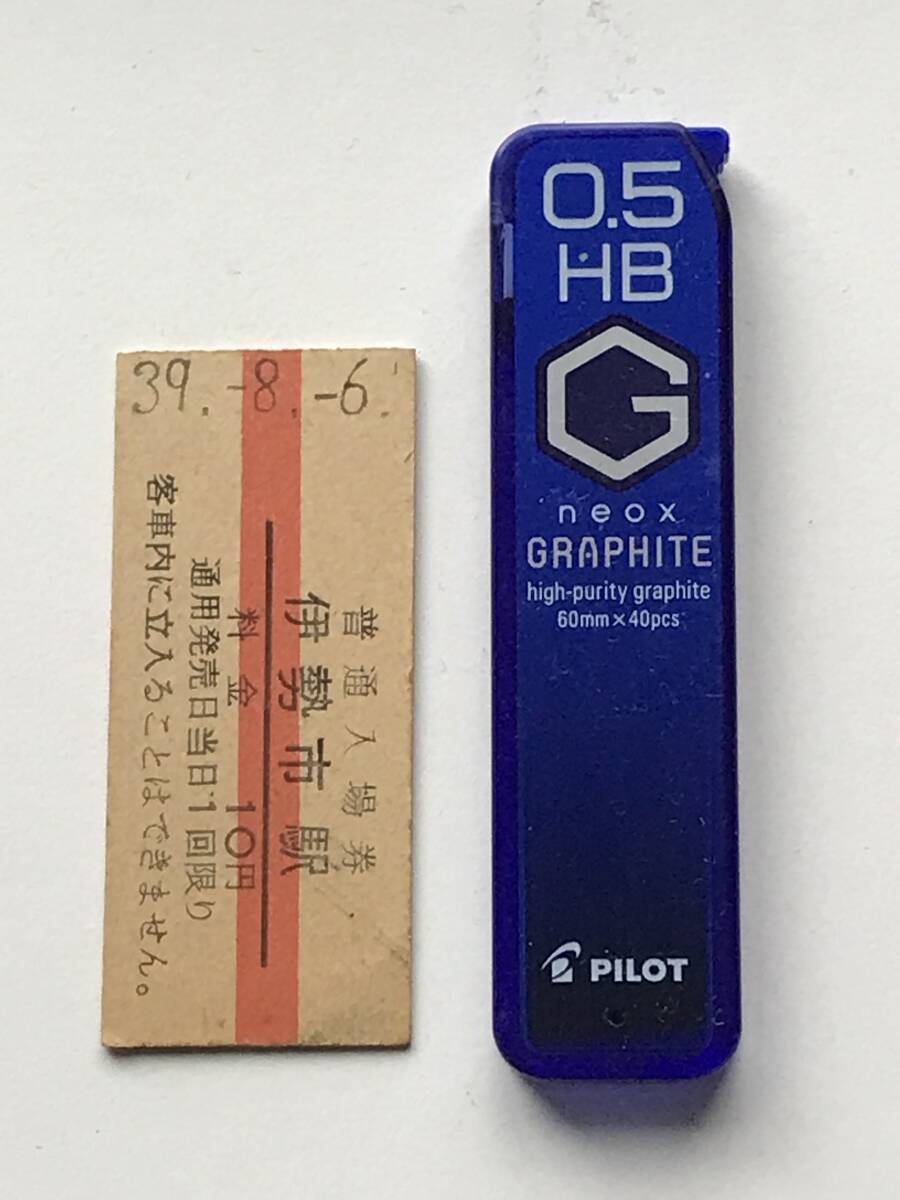 39.-8.-6.
普通入場券
伊勢市駅
料金 10円
通用発売日当日1回限り
客車内に立入ることはできません。
0.5
HB
G
neox
GRAPHITE
high-purity graphite
60mm×40pcs
PILOT